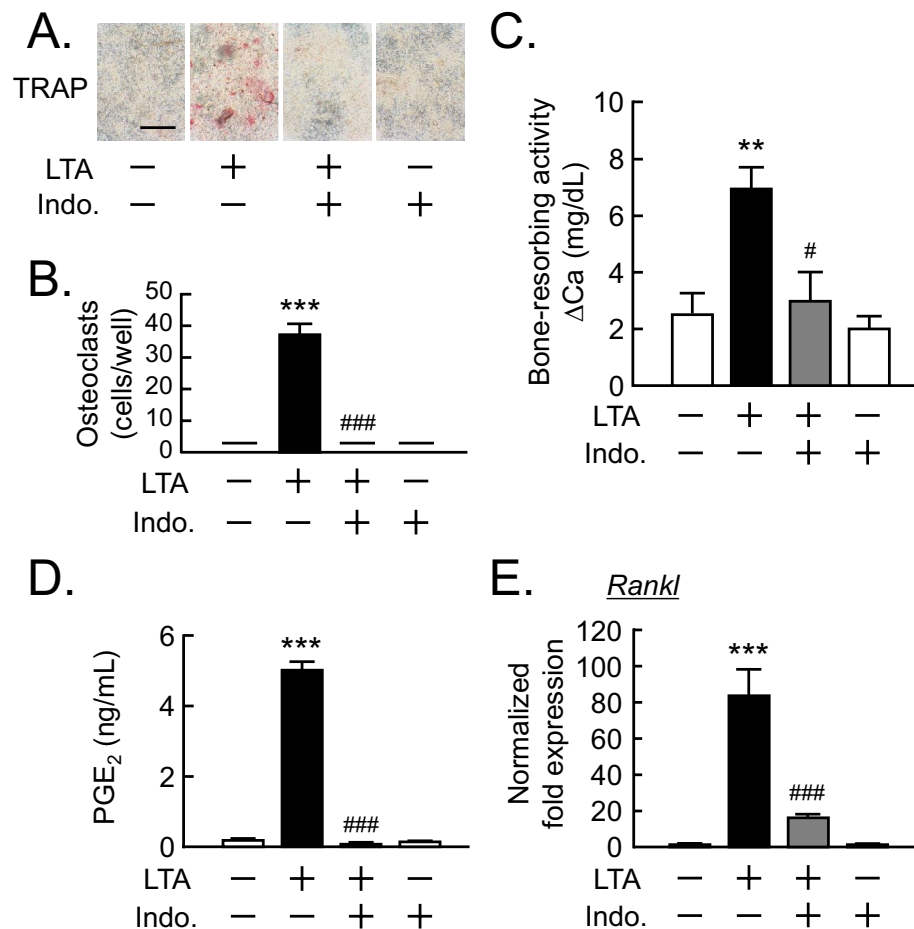 A.
TRAP
LTA − + + −
Indo. − − + +
B.
Osteoclasts
(cells/well)
50
40
30
20
10
0
***
###
LTA − + + −
Indo. − − + +
C.
Bone-resorbing activity
ΔCa (mg/dL)
10
8
6
4
2
0
**
#
LTA − + + −
Indo. − − + +
D.
PGE₂ (ng/mL)
6
4
2
0
***
###
LTA − + + −
Indo. − − + +
E.
Rankl
Normalized
fold expression
120
100
80
60
40
20
0
***
###
LTA − + + −
Indo. − − + +